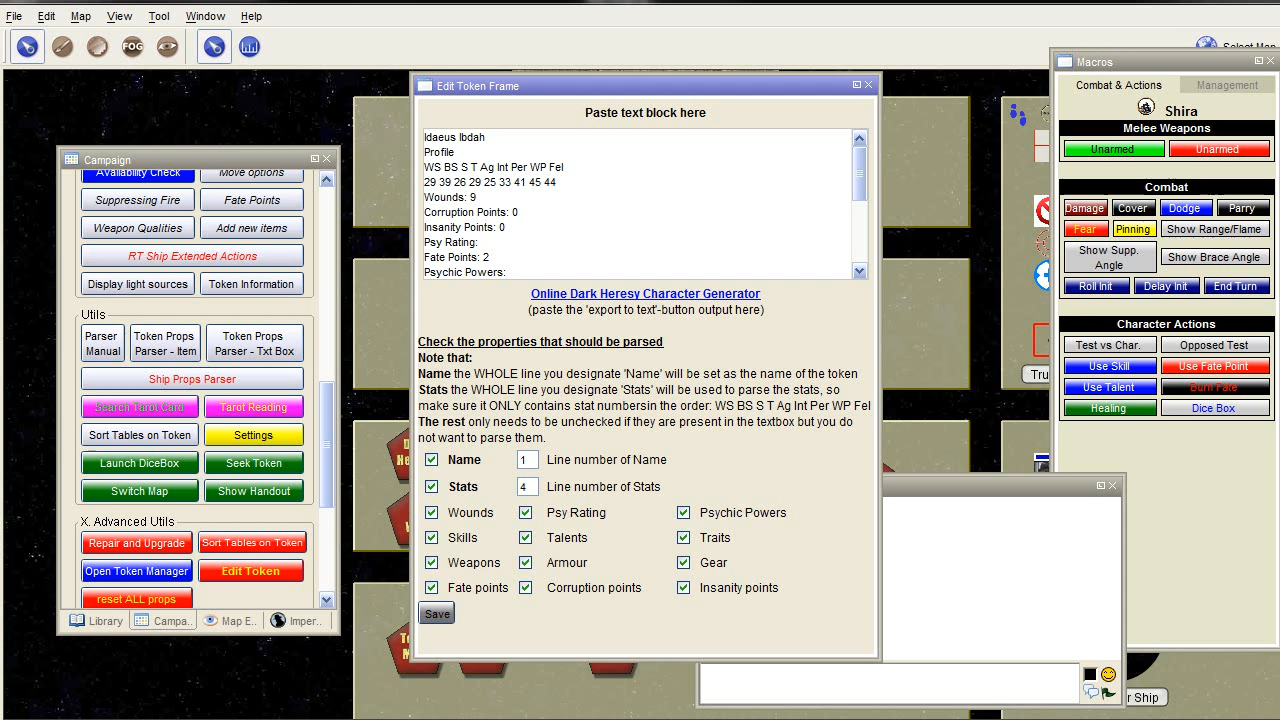 File Edit Map View Tool Window Help
FOG
Select Map
Campaign
Availability Check
Move options
Suppressing Fire
Fate Points
Weapon Qualities
Add new items
RT Ship Extended Actions
Display light sources
Token Information
Utils
Parser Manual
Token Props Parser - Item
Token Props Parser - Txt Box
Ship Props Parser
Search Tarot Card
Tarot Reading
Sort Tables on Token
Settings
Launch DiceBox
Seek Token
Switch Map
Show Handout
X. Advanced Utils
Repair and Upgrade
Sort Tables on Token
Open Token Manager
Edit Token
reset ALL props
Library
Campa..
Map E..
Imper..
Edit Token Frame
Paste text block here
Idaeus Ibdah
Profile
WS BS S T Ag Int Per WP Fel
29 39 26 29 25 33 41 45 44
Wounds: 9
Corruption Points: 0
Insanity Points: 0
Psy Rating:
Fate Points: 2
Psychic Powers:
Online Dark Heresy Character Generator
(paste the 'export to text'-button output here)
Check the properties that should be parsed
Note that:
Name the WHOLE line you designate 'Name' will be set as the name of the token
Stats the WHOLE line you designate 'Stats' will be used to parse the stats, so
make sure it ONLY contains stat numbersin the order: WS BS S T Ag Int Per WP Fel
The rest only needs to be unchecked if they are present in the textbox but you do
not want to parse them.
Name 1 Line number of Name
Stats 4 Line number of Stats
Wounds Psy Rating Psychic Powers
Skills Talents Traits
Weapons Armour Gear
Fate points Corruption points Insanity points
Save
Macros
Combat & Actions
Management
Shira
Melee Weapons
Unarmed
Unarmed
Combat
Damage Cover Dodge Parry
Fear Pinning Show Range/Flame
Show Supp. Angle
Show Brace Angle
Roll Init Delay Init End Turn
Character Actions
Test vs Char. Opposed Test
Use Skill Use Fate Point
Use Talent Burn Fate
Healing Dice Box
Tru
r Ship